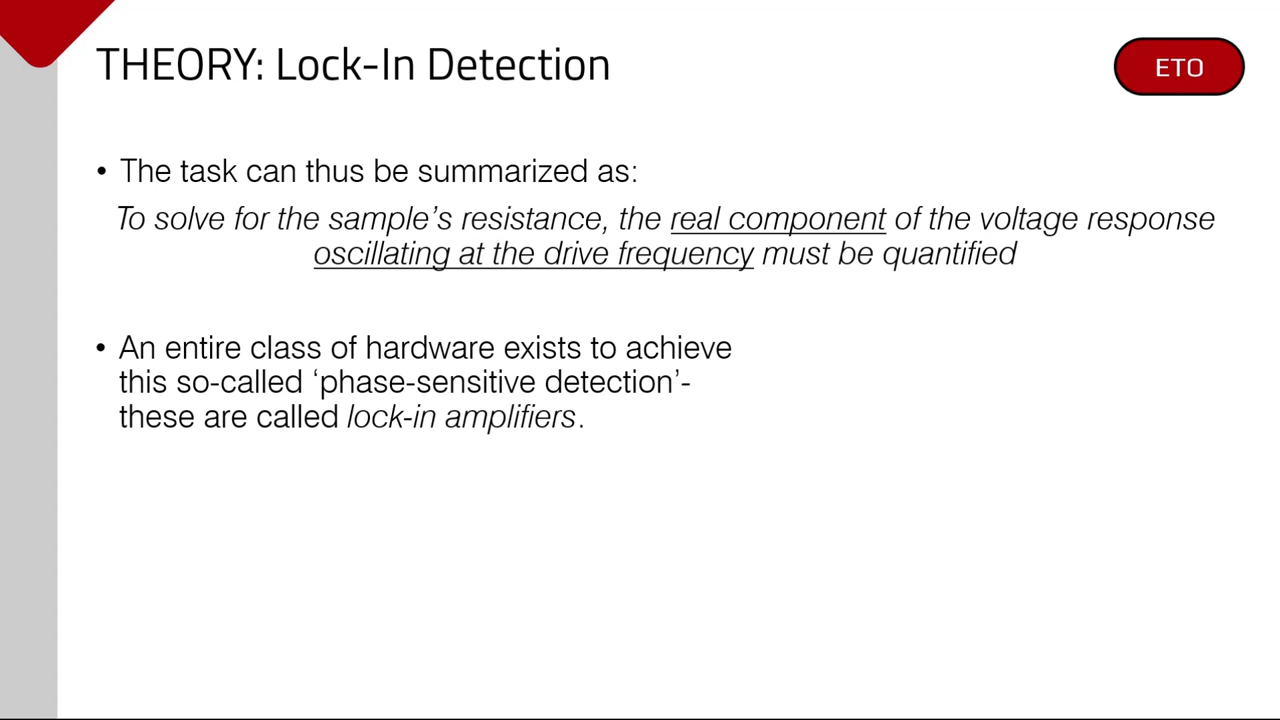 THEORY: Lock-In Detection
ETO
• The task can thus be summarized as:
To solve for the sample’s resistance, the real component of the voltage response
oscillating at the drive frequency must be quantified
• An entire class of hardware exists to achieve
this so-called ‘phase-sensitive detection’-
these are called lock-in amplifiers.